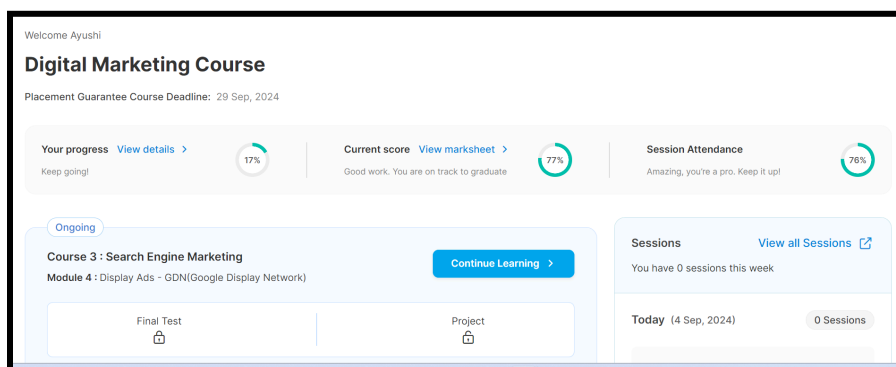 Welcome Ayushi
Digital Marketing Course
Placement Guarantee Course Deadline: 29 Sep, 2024
Your progress View details >
Keep going!
17%
Current score View marksheet >
Good work. You are on track to graduate
77%
Session Attendance
Amazing, you're a pro. Keep it up!
76%
Ongoing
Course 3 : Search Engine Marketing
Module 4 : Display Ads - GDN(Google Display Network)
Continue Learning >
Final Test
Project
Sessions
View all Sessions
You have 0 sessions this week
Today (4 Sep, 2024)
0 Sessions